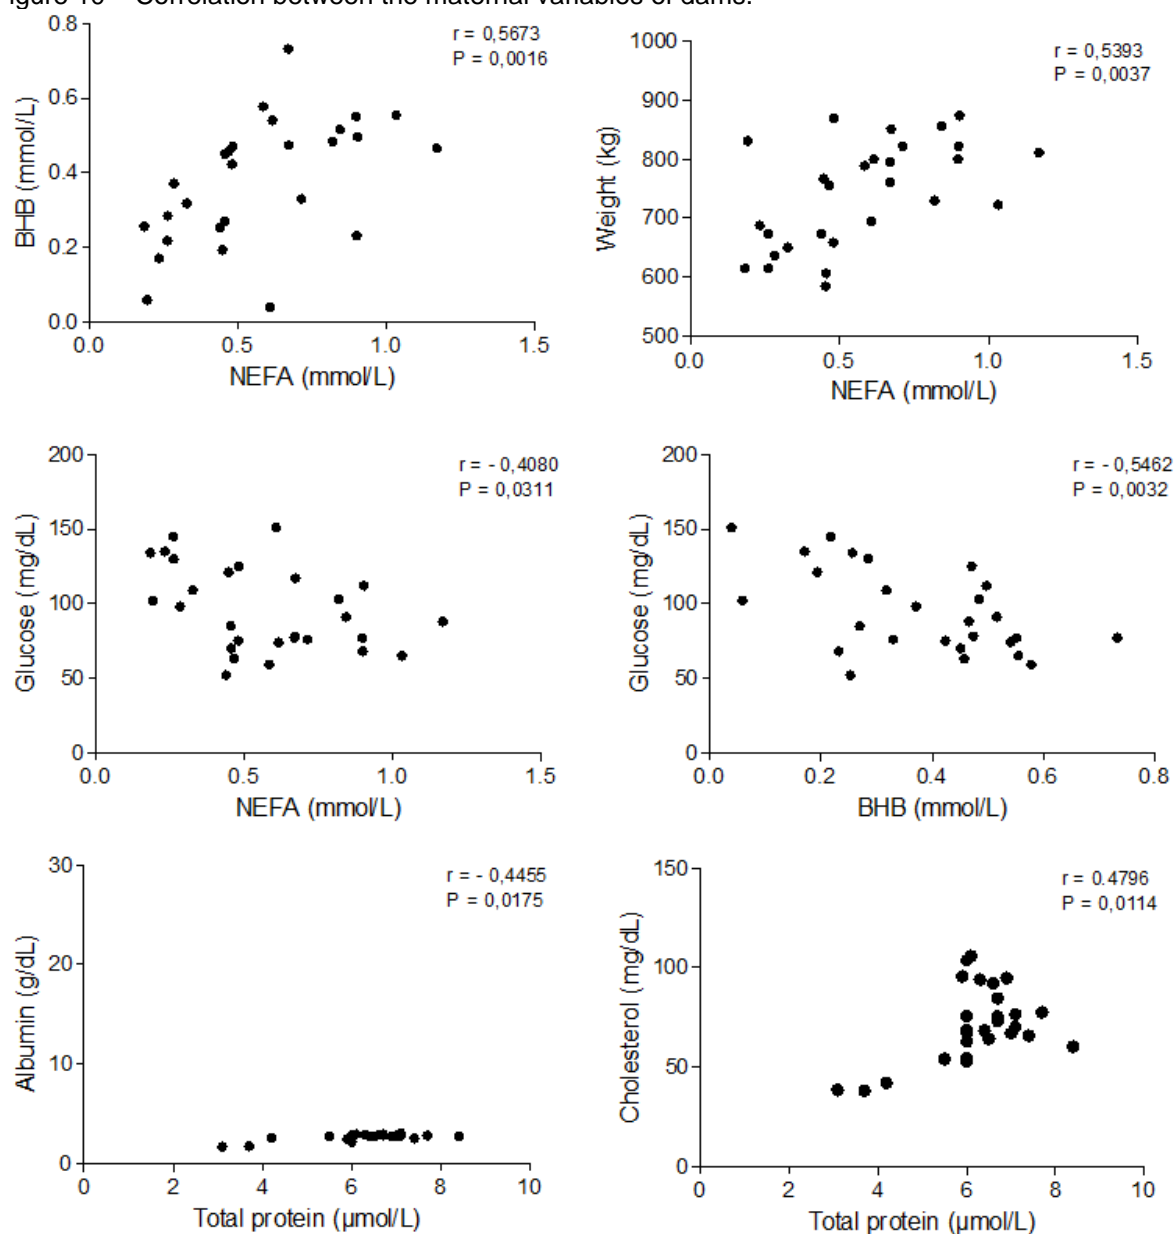 igure 10 – Correlation between the maternal variables of dams.
r = 0,5673
P = 0,0016
BHB (mmol/L)
0.8
0.6
0.4
0.2
0.0
0.0 0.5 1.0 1.5
NEFA (mmol/L)
r = 0,5393
P = 0,0037
Weight (kg)
1000
900
800
700
600
500
0.0 0.5 1.0 1.5
NEFA (mmol/L)
r = - 0,4080
P = 0,0311
Glucose (mg/dL)
200
150
100
50
0
0.0 0.5 1.0 1.5
NEFA (mmol/L)
r = - 0,5462
P = 0,0032
Glucose (mg/dL)
200
150
100
50
0
0.0 0.2 0.4 0.6 0.8
BHB (mmol/L)
r = - 0,4455
P = 0,0175
Albumin (g/dL)
30
20
10
0
0 2 4 6 8 10
Total protein (µmol/L)
r = 0.4796
P = 0,0114
Cholesterol (mg/dL)
150
100
50
0
0 2 4 6 8 10
Total protein (µmol/L)